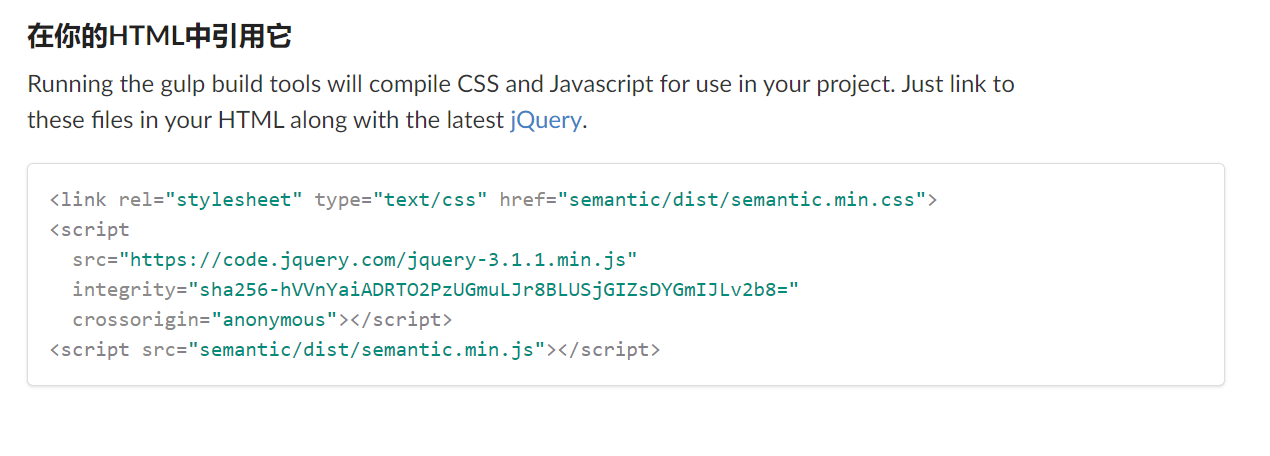 在你的HTML中引用它
Running the gulp build tools will compile CSS and Javascript for use in your project. Just link to
these files in your HTML along with the latest jQuery.
<link rel="stylesheet" type="text/css" href="semantic/dist/semantic.min.css">
<script
  src="https://code.jquery.com/jquery-3.1.1.min.js"
  integrity="sha256-hVVnYaiADRTO2PzUGmuLJr8BLUSjGIZsDYGmIJLv2b8="
  crossorigin="anonymous"></script>
<script src="semantic/dist/semantic.min.js"></script>